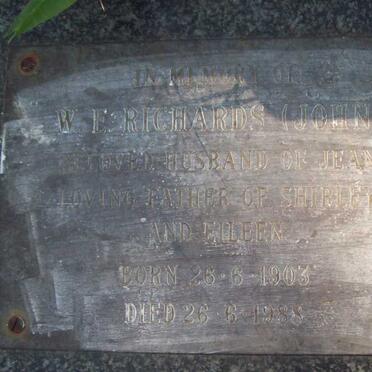 IN MEMORY OF
W. E. RICHARDS (JOHN
BELOVED HUSBAND OF JEAN
LOVING FATHER OF SHIRLEY
AND EILEEN
BORN 26-6-1903
DIED 26-6-1988